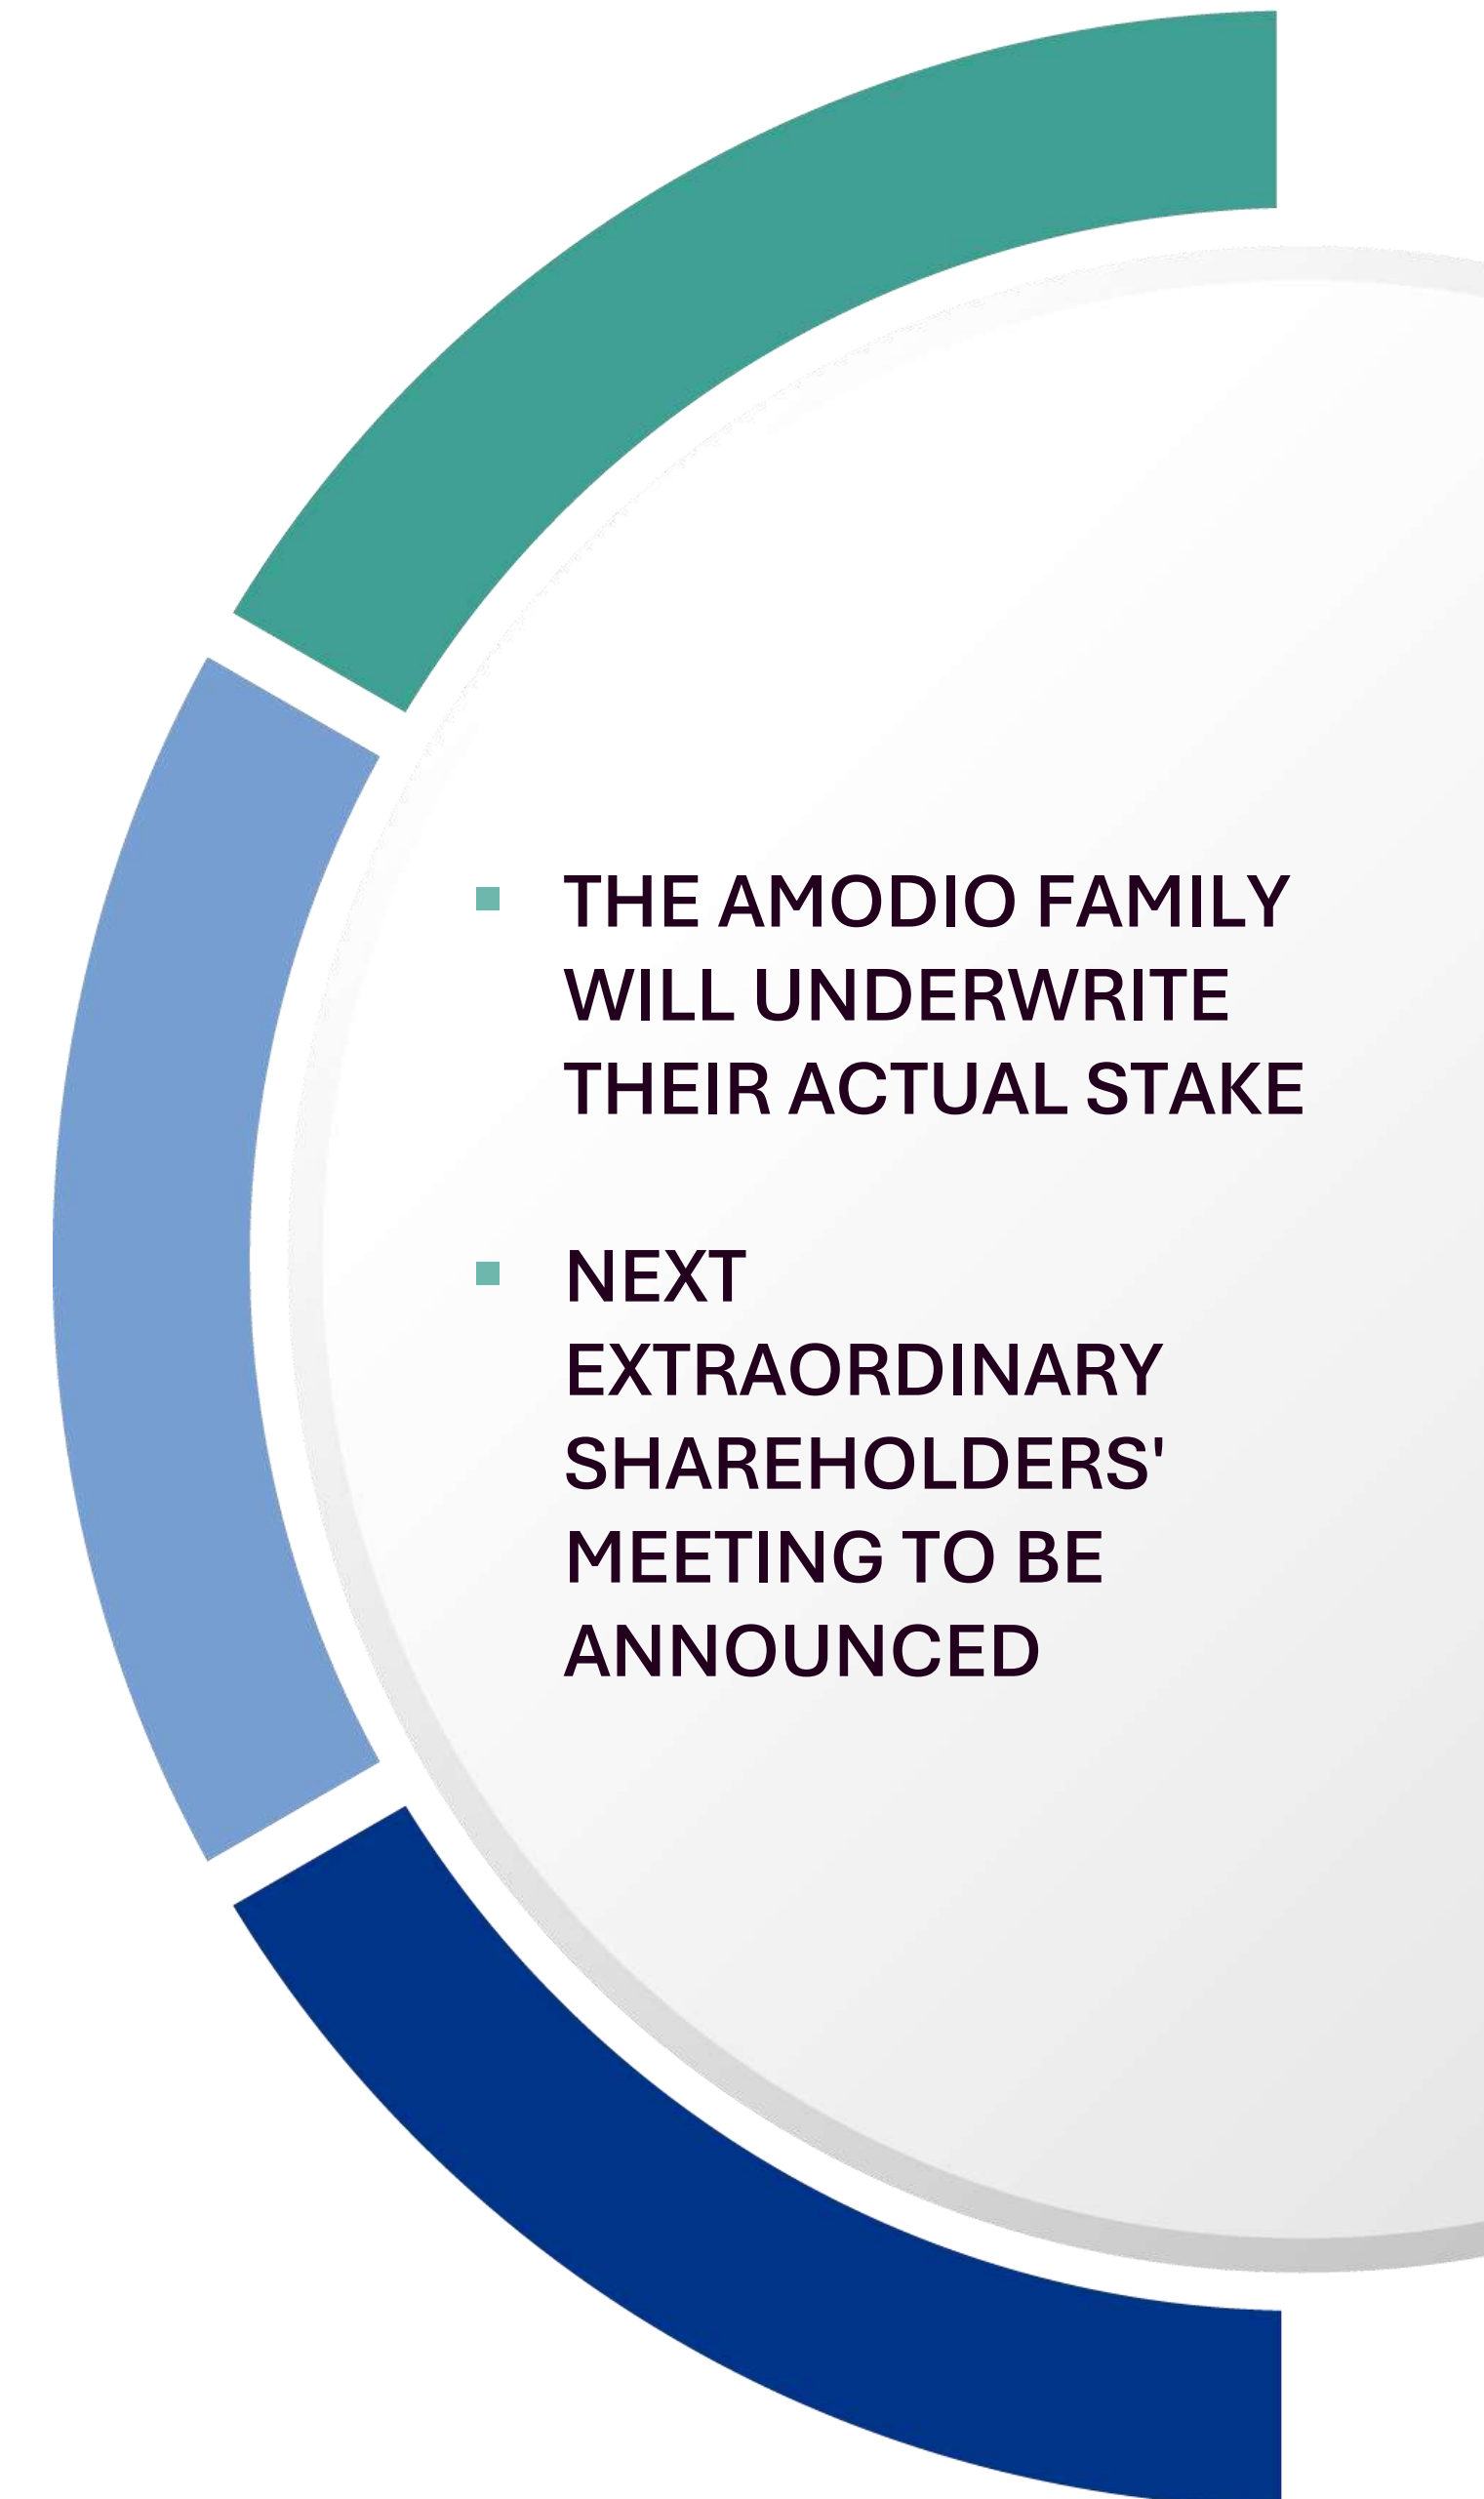 THE AMODIO FAMILY
WILL UNDERWRITE
THEIR ACTUAL STAKE
NEXT
EXTRAORDINARY
SHAREHOLDERS'
MEETING TO BE
ANNOUNCED